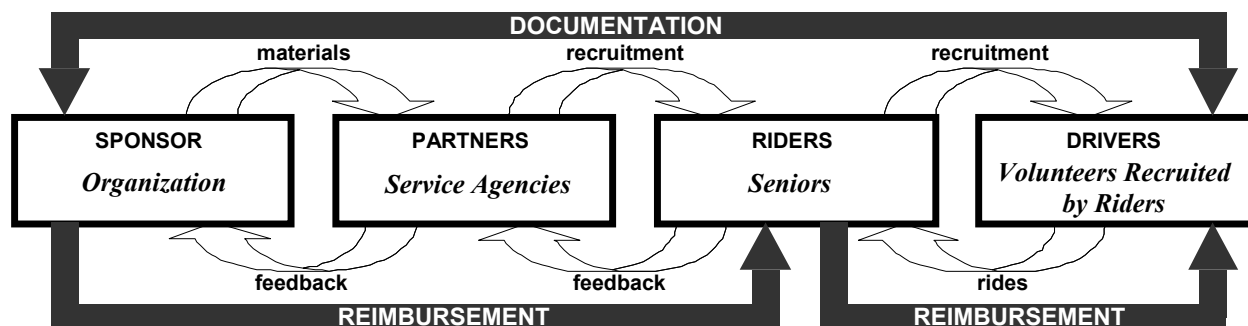 DOCUMENTATION
materials
recruitment
recruitment
SPONSOR
Organization
PARTNERS
Service Agencies
RIDERS
Seniors
DRIVERS
Volunteers Recruited
by Riders
feedback
feedback
rides
REIMBURSEMENT
REIMBURSEMENT